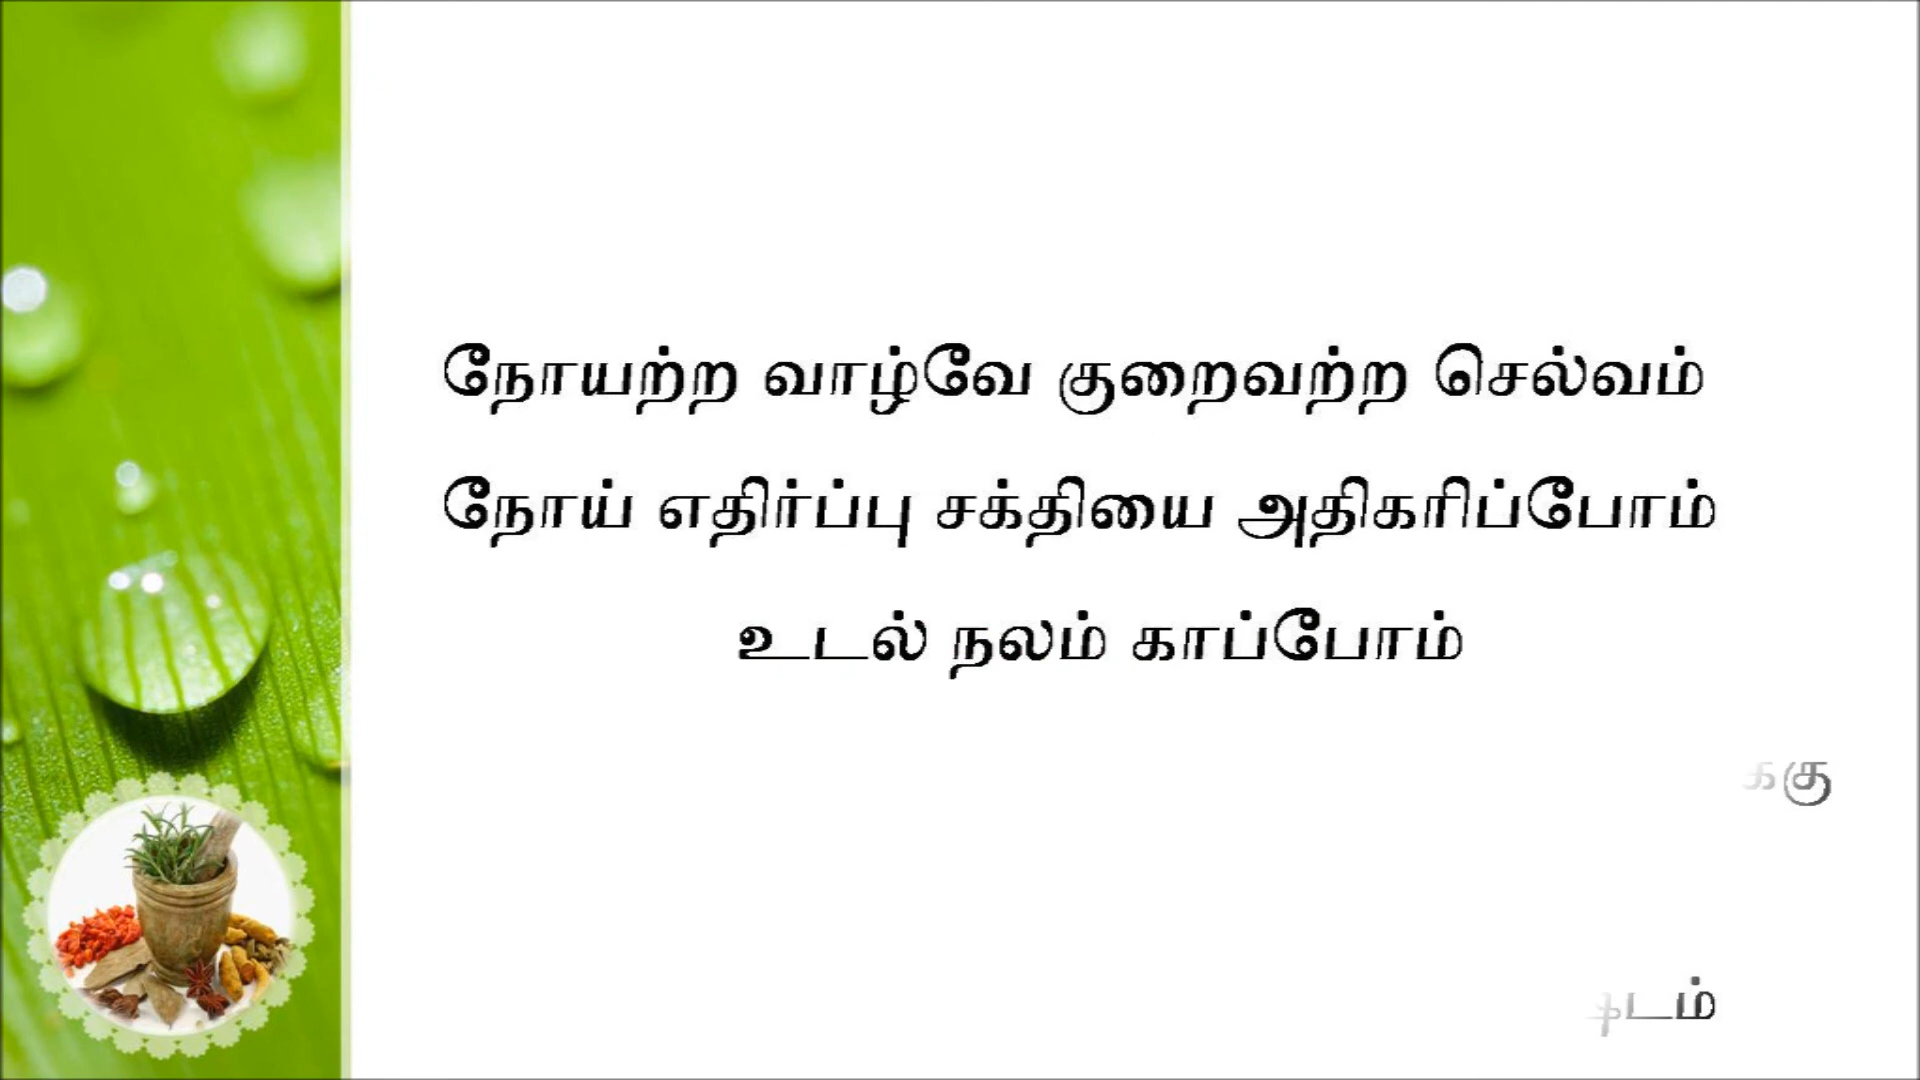 நோயற்ற வாழ்வே குறைவற்ற செல்வம்
நோய் எதிர்ப்பு சக்தியை அதிகரிப்போம்
உடல் நலம் காப்போம்